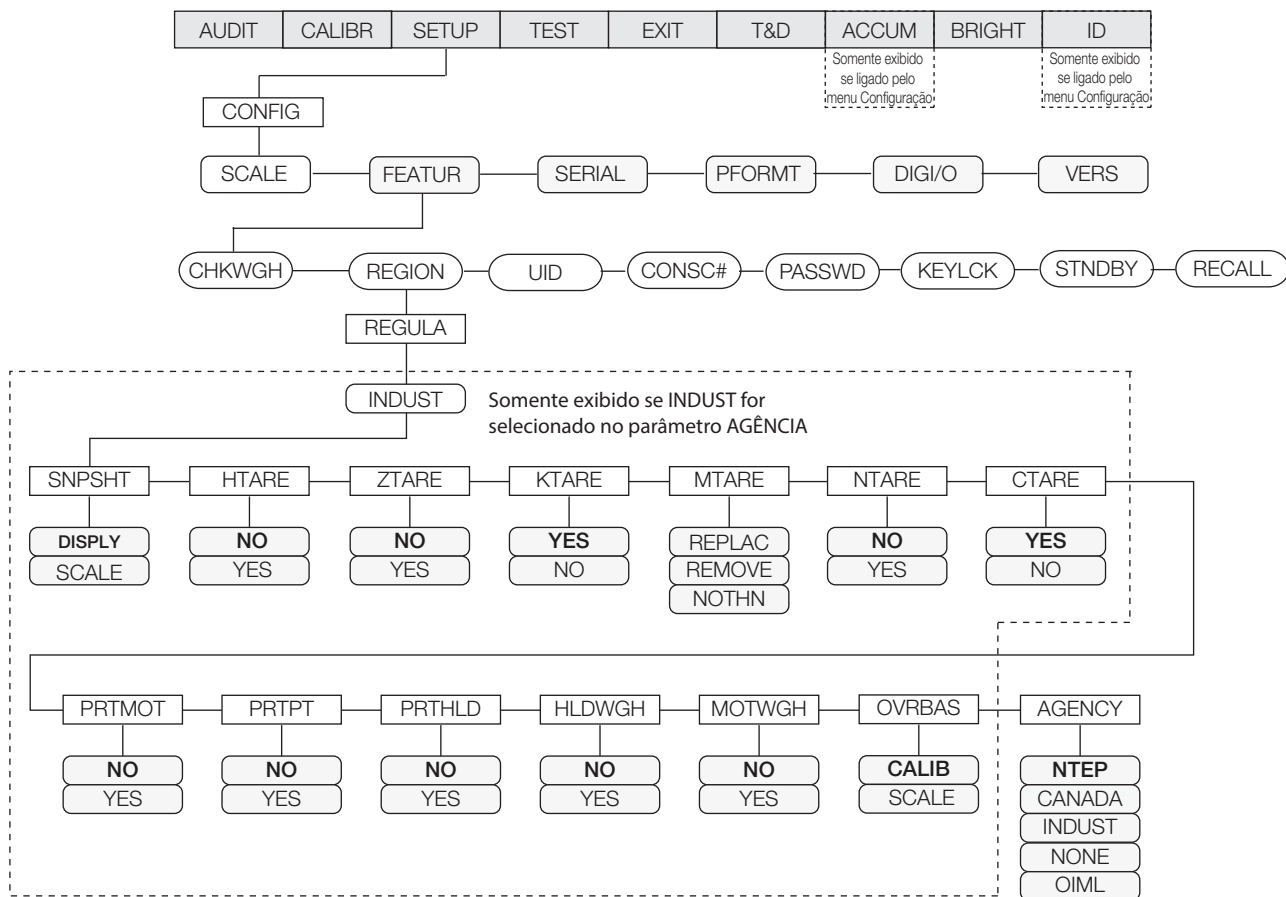 AUDIT CALIBR SETUP TEST EXIT T&D ACCUM BRIGHT ID
Somente exibido
se ligado pelo
menu Configuração
Somente exibido
se ligado pelo
menu Configuração
CONFIG
SCALE FEATUR SERIAL PFORMT DIGI/O VERS
CHKWGH REGION UID CONSC# PASSWD KEYLCK STNDBY RECALL
REGULA
INDUST
Somente exibido se INDUST for
selecionado no parâmetro AGÊNCIA
SNPSHT HTARE ZTARE KTARE MTARE NTARE CTARE
DISPLY NO NO YES REPLAC NO YES
SCALE YES YES NO REMOVE YES NO
NOTHN
PRTMOT PRTPT PRTHLD HLDWGH MOTWGH OVRBAS AGENCY
NO NO NO NO NO CALIB NTEP
YES YES YES YES YES SCALE CANADA
INDUST
NONE
OIML